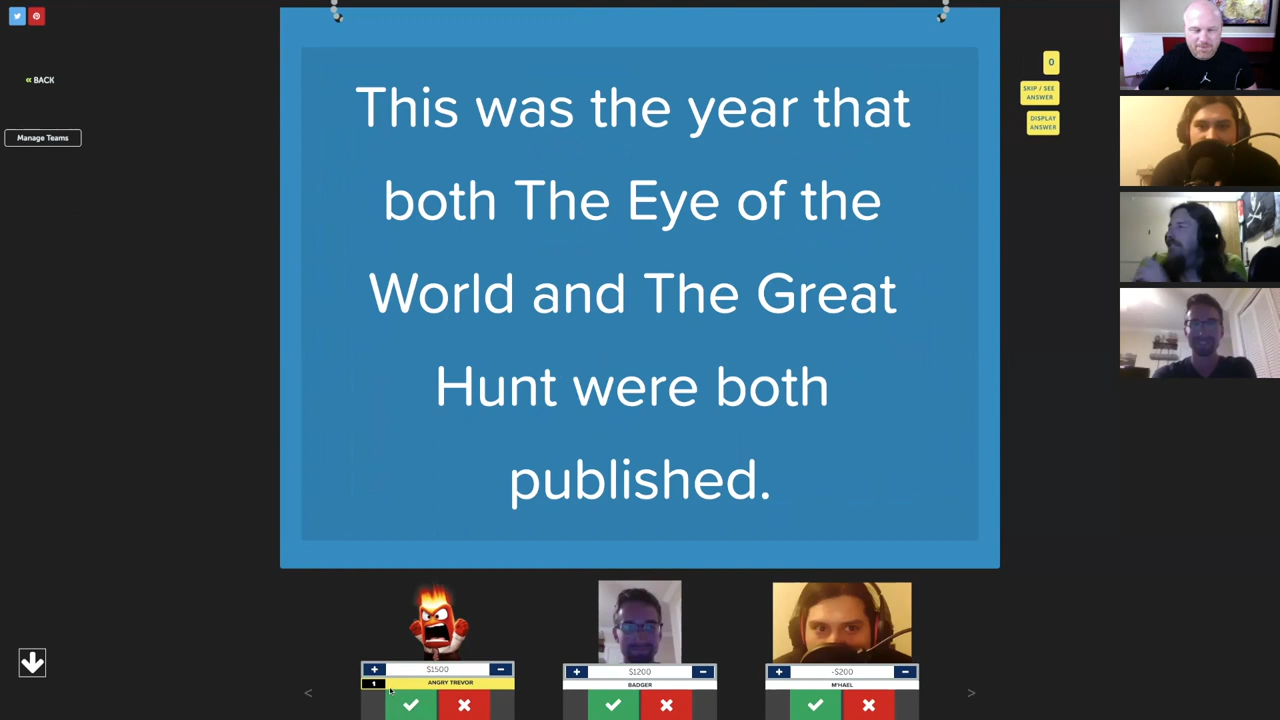 « BACK
Manage Teams
This was the year that
both The Eye of the
World and The Great
Hunt were both
published.
0
SKIP / SEE
ANSWER
DISPLAY
ANSWER
+ $1500 −
1 ANGRY TREVOR
+ $1200 −
BADGER
+ -$200 −
M'HAEL
< >